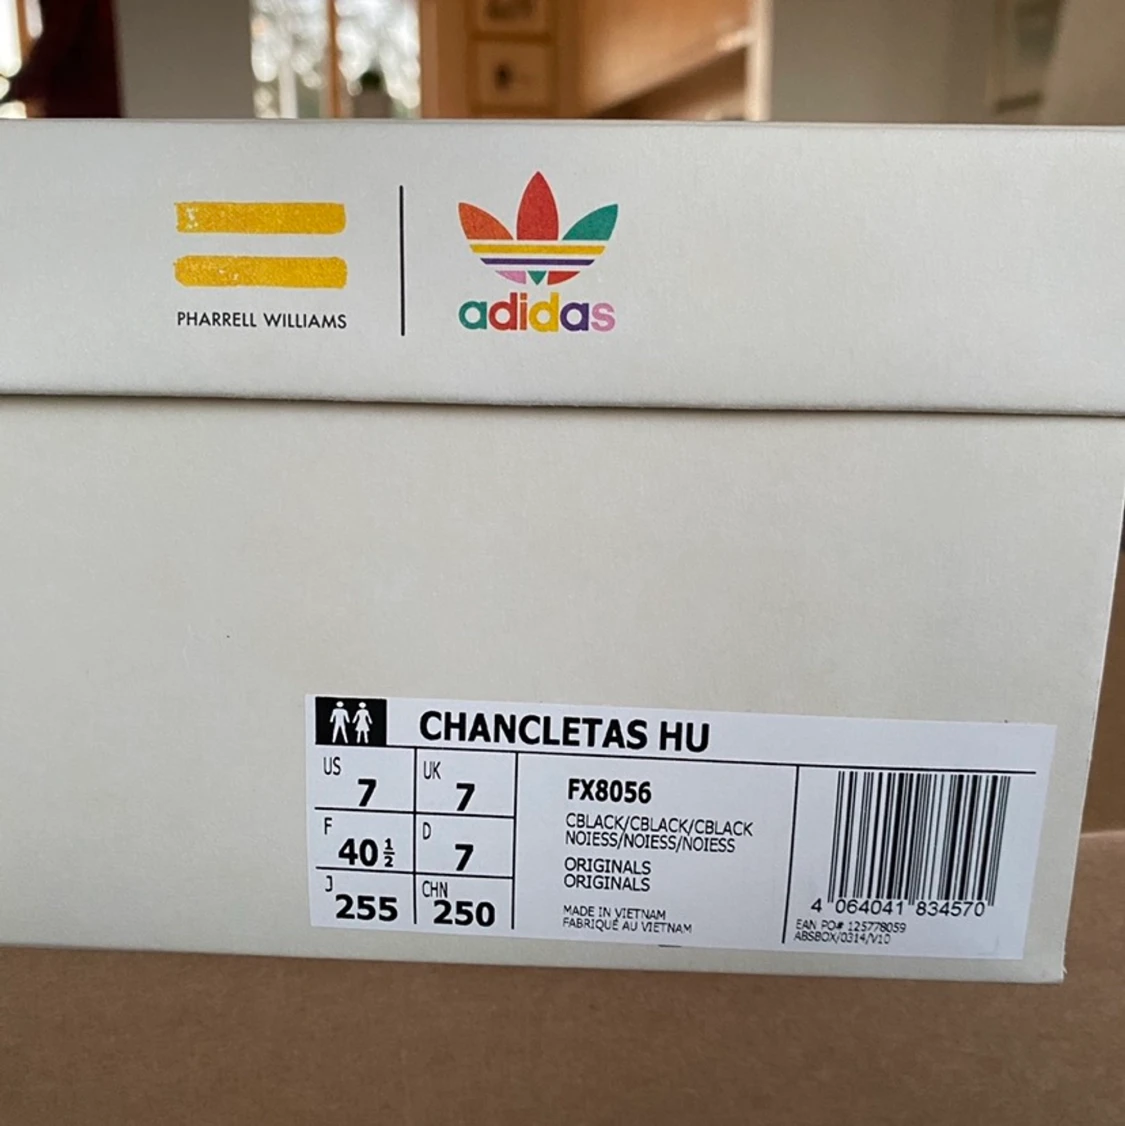 PHARRELL WILLIAMS
adidas
CHANCLETAS HU
US 7
UK 7
F 40½
D 7
J 255
CHN 250
FX8056
CBLACK/CBLACK/CBLACK
NOIESS/NOIESS/NOIESS
ORIGINALS
ORIGINALS
MADE IN VIETNAM
FABRIQUÉ AU VIETNAM
4 064041 834570
EAN PO# 125778059
ABSBOX/0314/V10